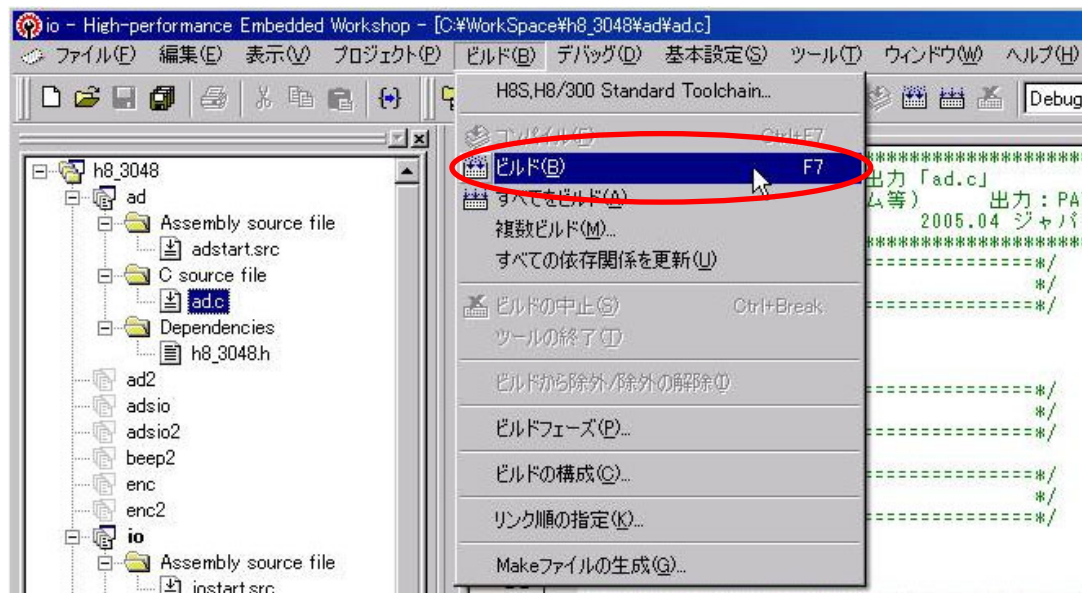 io - High-performance Embedded Workshop - [C:¥WorkSpace¥h8_3048¥ad¥ad.c]
ファイル(F) 編集(E) 表示(V) プロジェクト(P) ビルド(B) デバッグ(D) 基本設定(S) ツール(T) ウィンドウ(W) ヘルプ(H)
Debug
h8_3048
ad
Assembly source file
adstart.src
C source file
ad.c
Dependencies
h8_3048.h
ad2
adsio
adsio2
beep2
enc
enc2
io
Assembly source file
iostart.src
H8S,H8/300 Standard Toolchain...
コンパイル(F) Ctrl+F7
ビルド(B) F7
すべてをビルド(A)
複数ビルド(M)...
すべての依存関係を更新(U)
ビルドの中止(S) Ctrl+Break
ツールの終了(T)
ビルドから除外/除外の解除(I)
ビルドフェーズ(P)...
ビルドの構成(C)...
リンク順の指定(K)...
Makeファイルの生成(G)...
出力「ad.c」
ム等) 出力:PA
2005.04 ジャパ
*/
*/
*/
*/
*/
*/
*/
*/
*/